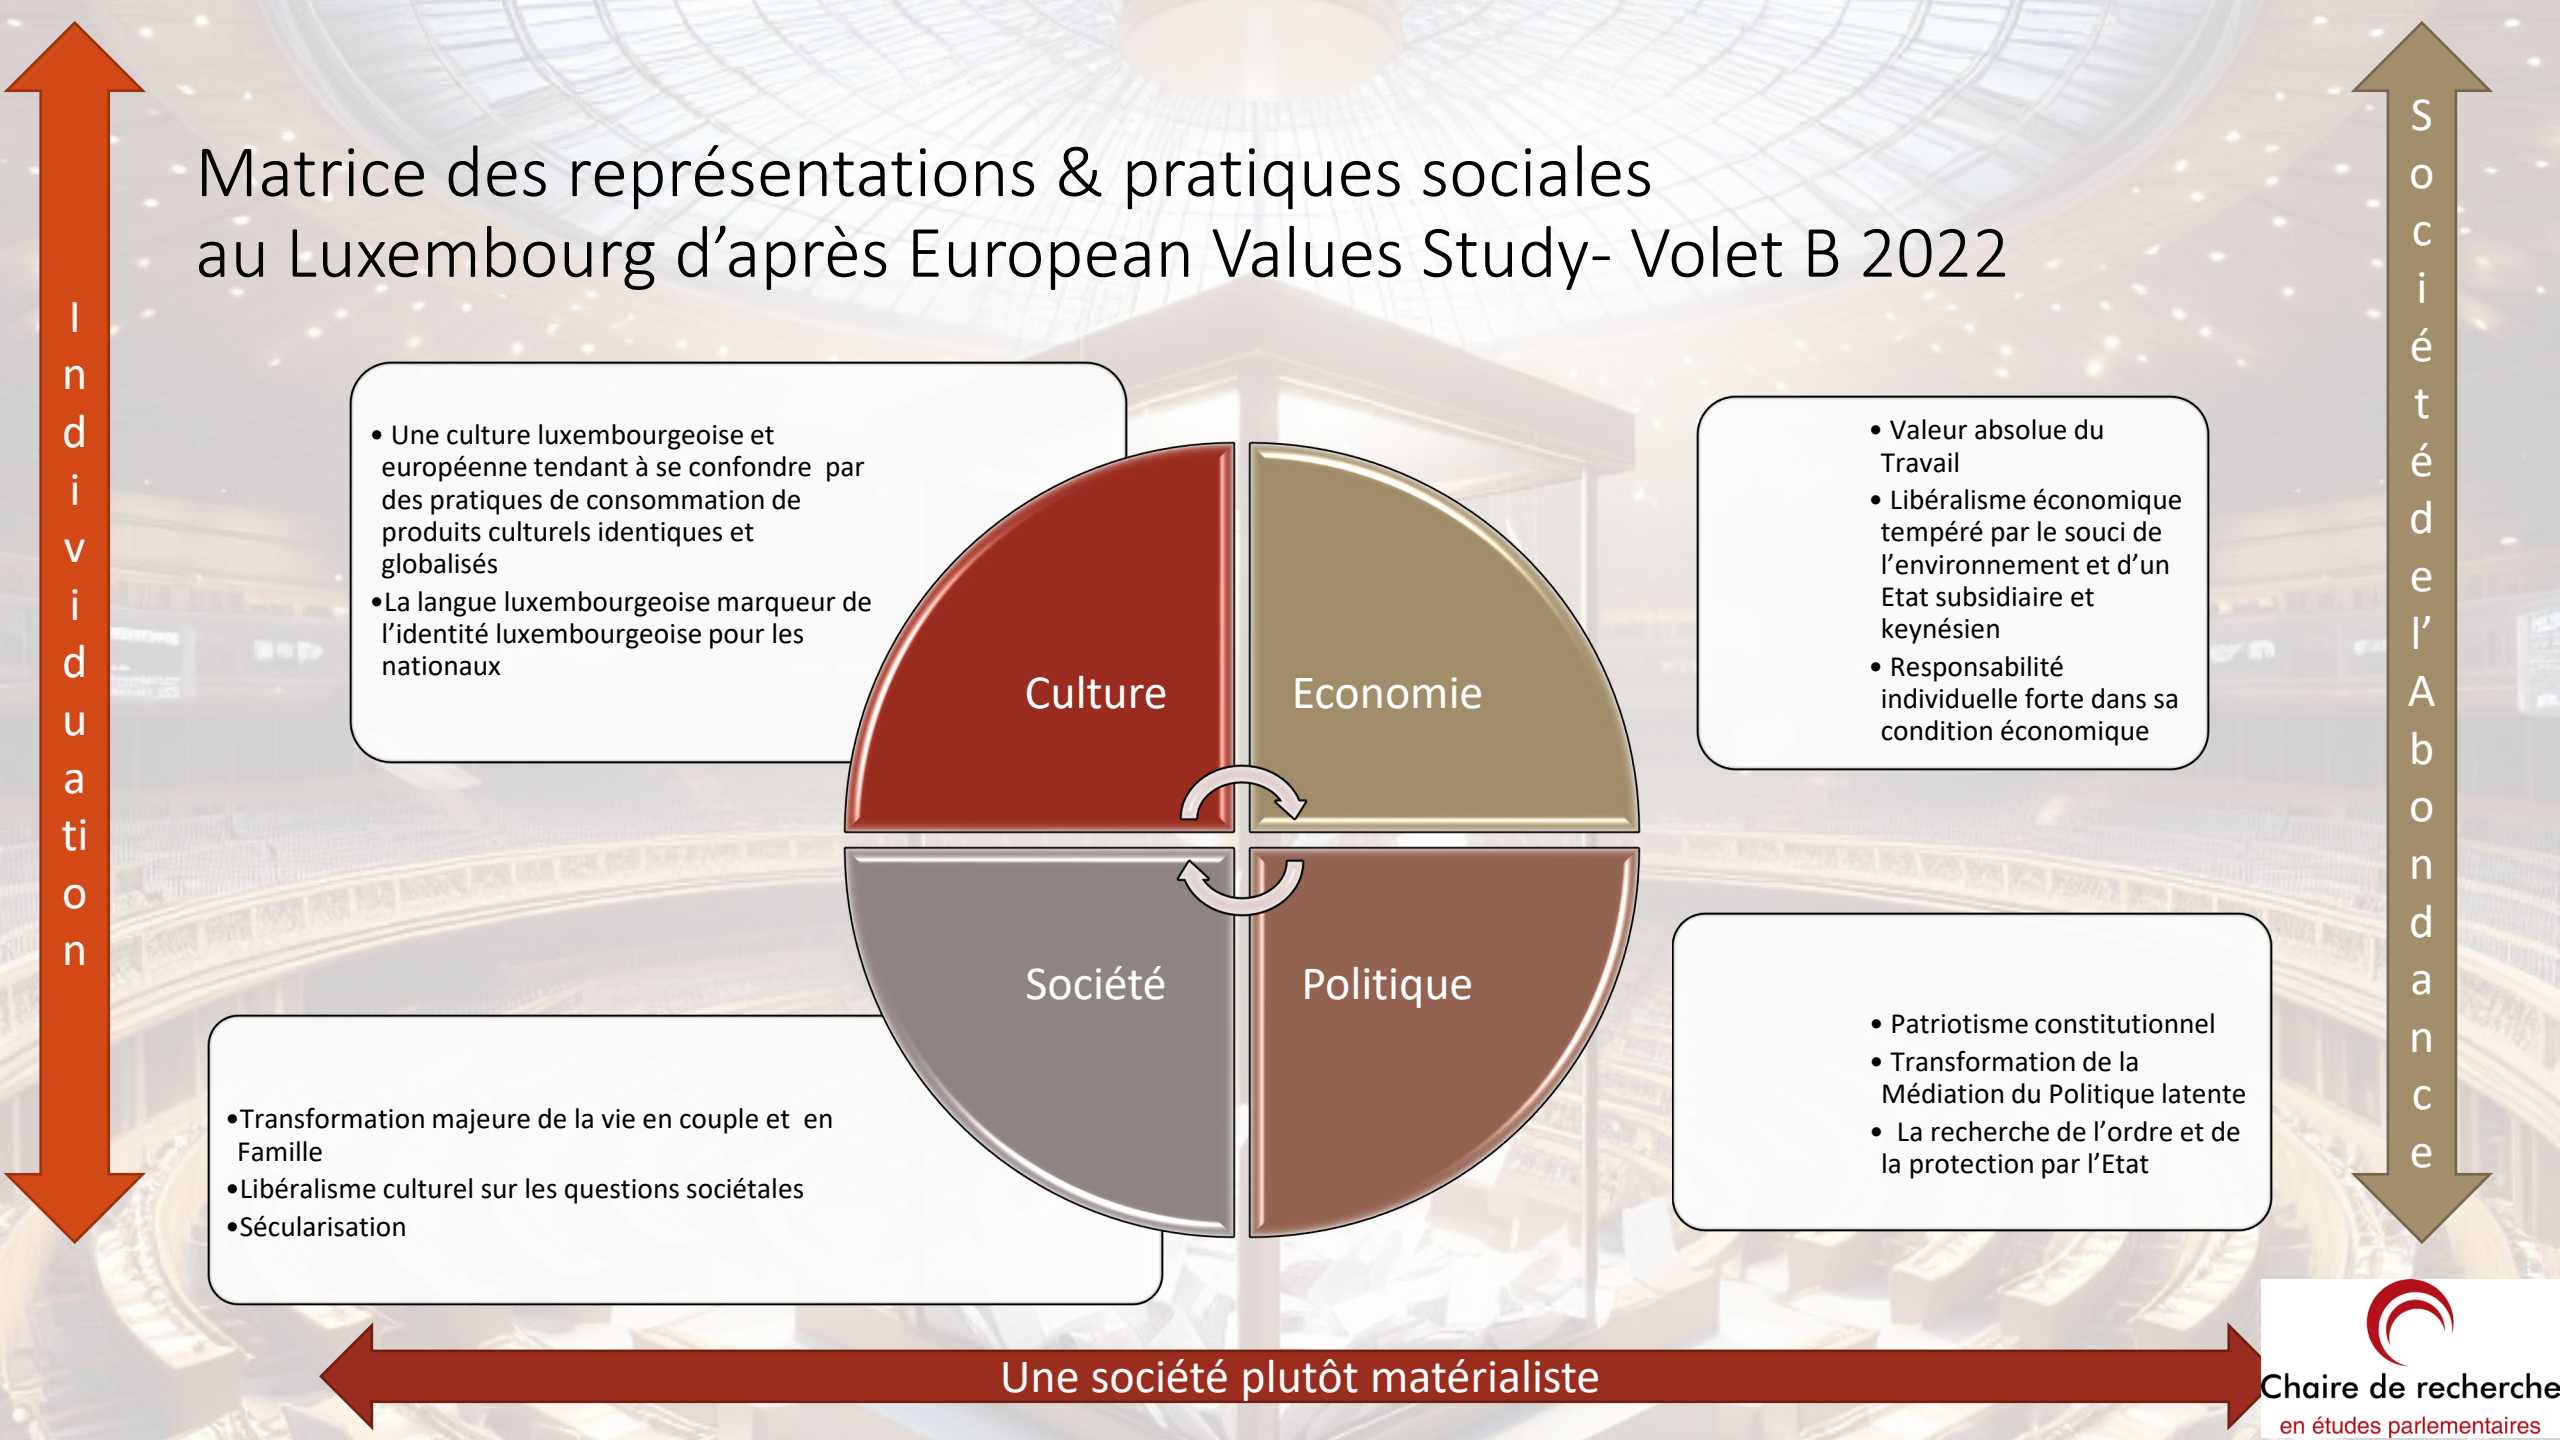 Matrice des représentations & pratiques sociales
au Luxembourg d’après European Values Study- Volet B 2022
Individuation
• Une culture luxembourgeoise et
européenne tendant à se confondre par
des pratiques de consommation de
produits culturels identiques et
globalisés
•La langue luxembourgeoise marqueur de
l’identité luxembourgeoise pour les
nationaux
• Valeur absolue du
Travail
• Libéralisme économique
tempéré par le souci de
l’environnement et d’un
Etat subsidiaire et
keynésien
• Responsabilité
individuelle forte dans sa
condition économique
Culture
Economie
Société
Politique
•Transformation majeure de la vie en couple et en
Famille
•Libéralisme culturel sur les questions sociétales
•Sécularisation
• Patriotisme constitutionnel
• Transformation de la
Médiation du Politique latente
• La recherche de l’ordre et de
la protection par l’Etat
Sociétédel’Abondance
Une société plutôt matérialiste
Chaire de recherche
en études parlementaires